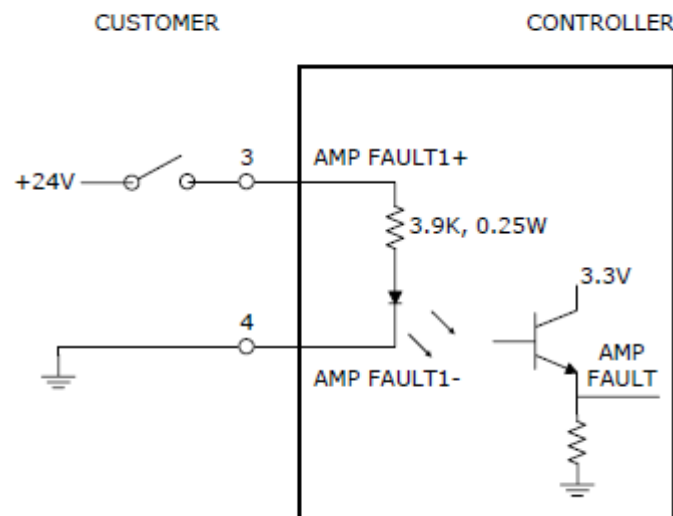 CUSTOMER
CONTROLLER
3
AMP FAULT1+
+24V
3.9K, 0.25W
3.3V
4
AMP
FAULT
AMP FAULT1-